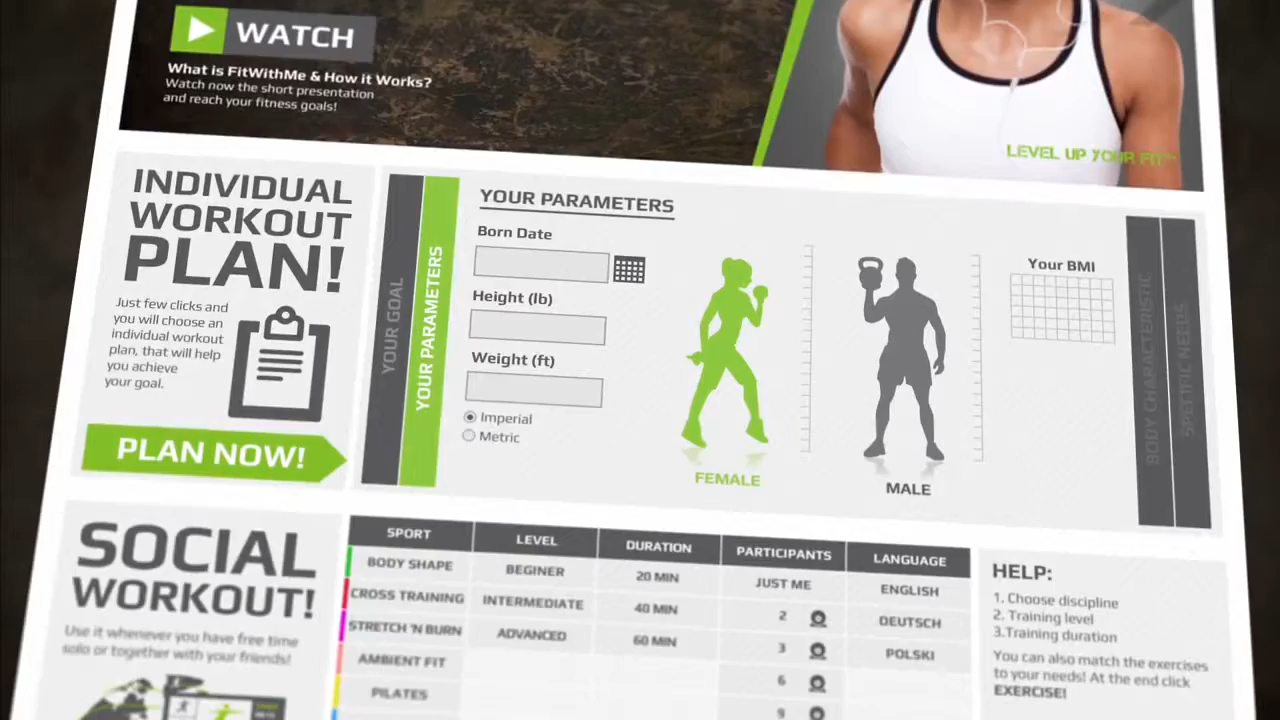 WATCH
What is FitWithMe & How it Works?
Watch now the short presentation
and reach your fitness goals!
LEVEL UP YOUR FIT
INDIVIDUAL
WORKOUT
PLAN!
Just few clicks and
you will choose an
individual workout
plan, that will help
you achieve
your goal.
PLAN NOW!
YOUR GOAL
YOUR PARAMETERS
YOUR PARAMETERS
Born Date
Height (lb)
Weight (ft)
Imperial
Metric
FEMALE
MALE
Your BMI
BODY CHARACTERISTIC
SPECIFIC NEEDS
SOCIAL
WORKOUT!
Use it whenever you have free time
solo or together with your friends!
SPORT LEVEL DURATION PARTICIPANTS LANGUAGE
BODY SHAPE BEGINER 20 MIN JUST ME ENGLISH
CROSS TRAINING INTERMEDIATE 40 MIN 2 DEUTSCH
STRETCH 'N BURN ADVANCED 60 MIN 3 POLSKI
AMBIENT FIT 6
PILATES 9
HELP:
1. Choose discipline
2. Training level
3.Training duration
You can also match the exercises
to your needs! At the end click
EXERCISE!